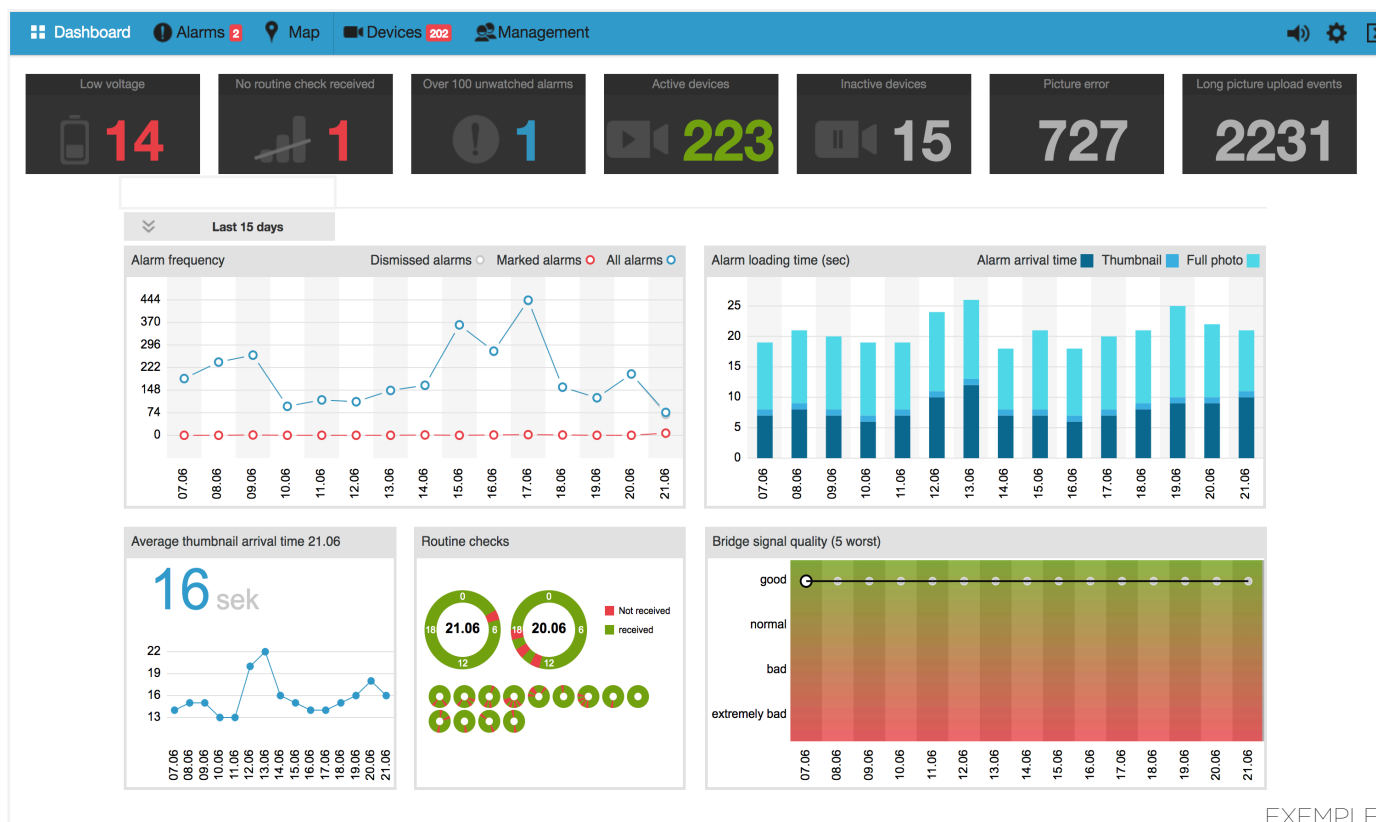 Dashboard Alarms 2 Map Devices 202 Management
Low voltage No routine check received Over 100 unwatched alarms Active devices Inactive devices Picture error Long picture upload events
14 1 1 223 15 727 2231
Last 15 days
Alarm frequency Dismissed alarms Marked alarms All alarms
444
370
296
222
148
74
0
07.06 08.06 09.06 10.06 11.06 12.06 13.06 14.06 15.06 16.06 17.06 18.06 19.06 20.06 21.06
Alarm loading time (sec) Alarm arrival time Thumbnail Full photo
25
20
15
10
5
0
07.06 08.06 09.06 10.06 11.06 12.06 13.06 14.06 15.06 16.06 17.06 18.06 19.06 20.06 21.06
Average thumbnail arrival time 21.06
16 sek
22
19
16
13
07.06 08.06 09.06 10.06 11.06 12.06 13.06 14.06 15.06 16.06 17.06 18.06 19.06 20.06 21.06
Routine checks
0 0
18 21.06 6 18 20.06 6
12 12
Not received
received
Bridge signal quality (5 worst)
good
normal
bad
extremely bad
07.06 08.06 09.06 10.06 11.06 12.06 13.06 14.06 15.06 16.06 17.06 18.06 19.06 20.06 21.06
EXEMPLE